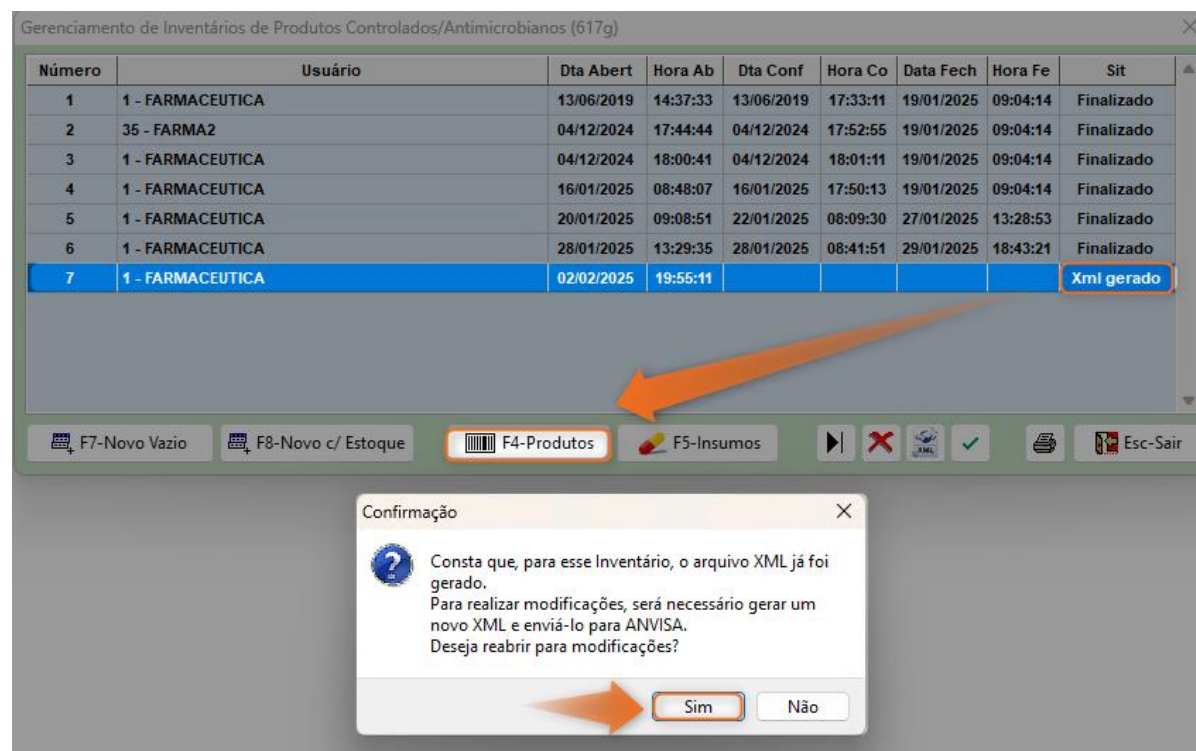 Gerenciamento de Inventários de Produtos Controlados/Antimicrobianos (617g)
Número Usuário Dta Abert Hora Ab Dta Conf Hora Co Data Fech Hora Fe Sit
1 1 - FARMACEUTICA 13/06/2019 14:37:33 13/06/2019 17:33:11 19/01/2025 09:04:14 Finalizado
2 35 - FARMA2 04/12/2024 17:44:44 04/12/2024 17:52:55 19/01/2025 09:04:14 Finalizado
3 1 - FARMACEUTICA 04/12/2024 18:00:41 04/12/2024 18:01:11 19/01/2025 09:04:14 Finalizado
4 1 - FARMACEUTICA 16/01/2025 08:48:07 16/01/2025 17:50:13 19/01/2025 09:04:14 Finalizado
5 1 - FARMACEUTICA 20/01/2025 09:08:51 22/01/2025 08:09:30 27/01/2025 13:28:53 Finalizado
6 1 - FARMACEUTICA 28/01/2025 13:29:35 28/01/2025 08:41:51 29/01/2025 18:43:21 Finalizado
7 1 - FARMACEUTICA 02/02/2025 19:55:11 Xml gerado
F7-Novo Vazio F8-Novo c/ Estoque F4-Produtos F5-Insumos XML Esc-Sair
Confirmação
Consta que, para esse Inventário, o arquivo XML já foi
gerado.
Para realizar modificações, será necessário gerar um
novo XML e enviá-lo para ANVISA.
Deseja reabrir para modificações?
Sim Não